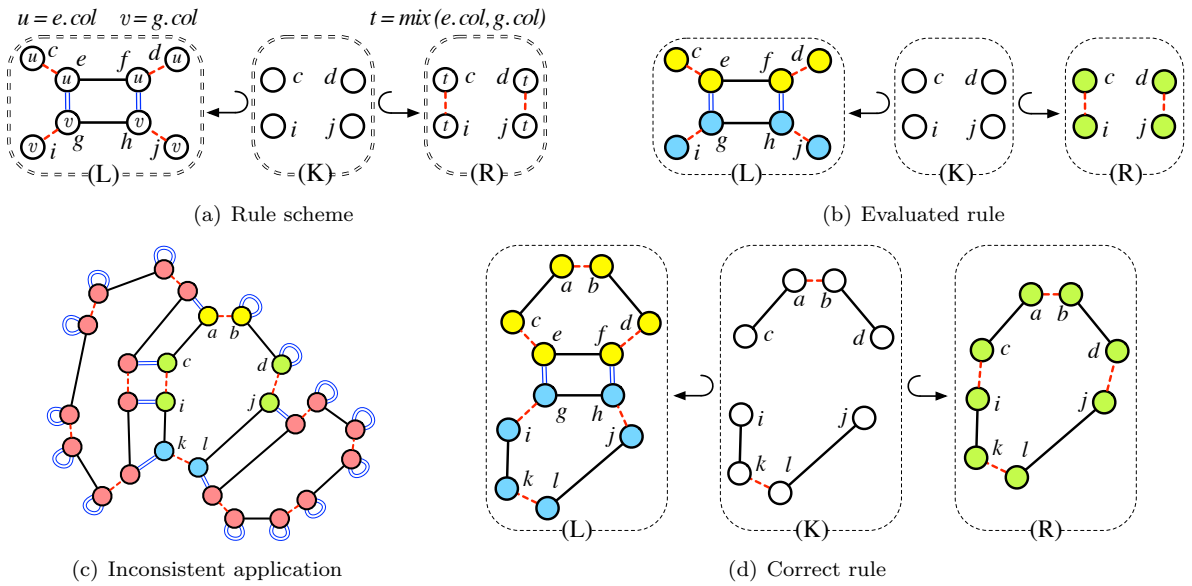 u = e.col v = g.col t = mix(e.col, g.col)
u c e f d u
u u
v v
v i g h j v
(L)
c d
i j
(K)
t c d t
t i j t
(R)
(a) Rule scheme
c e f d
i g h j
(L)
c d
i j
(K)
c d
i j
(R)
(b) Evaluated rule
a b
c d
i j
k l
(c) Inconsistent application
a b
c d
e f
g h
i j
k l
(L)
a b
c d
i j
k l
(K)
a b
c d
i j
k l
(R)
(d) Correct rule